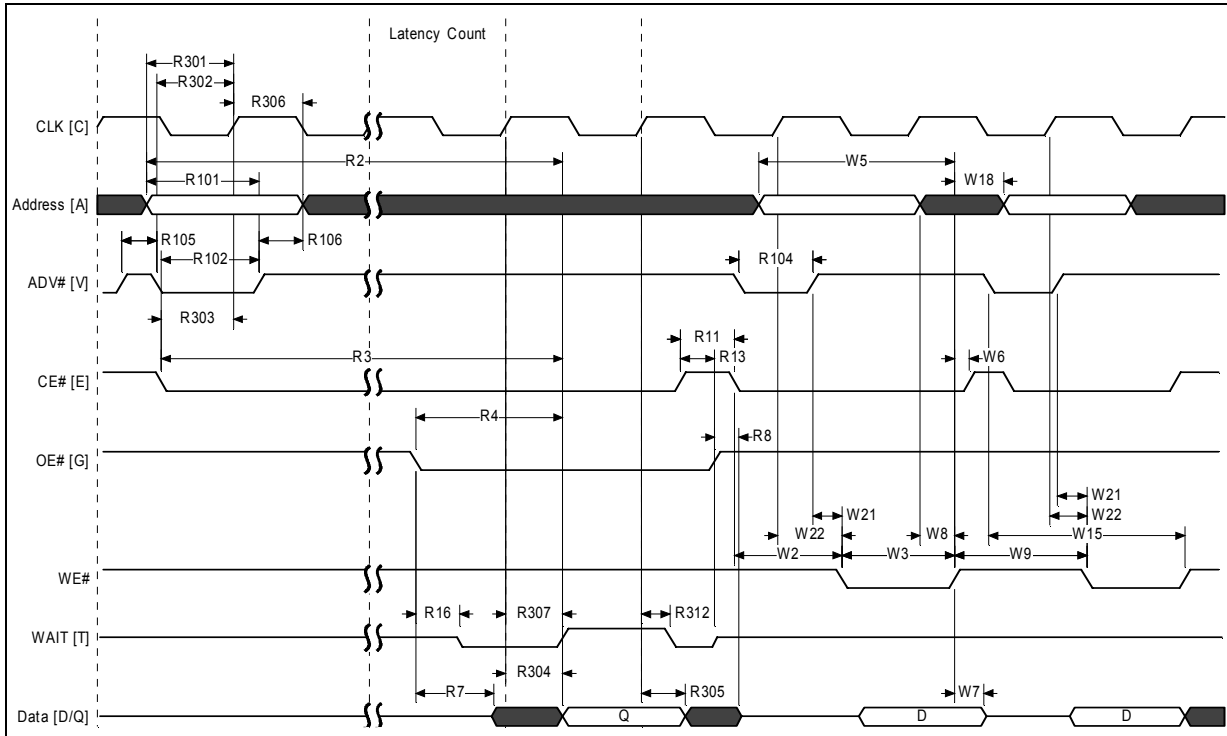 Latency Count
R301
R302
R306
CLK [C]
R2
W5
R101
W18
Address [A]
R105
R106
R102
R104
ADV# [V]
R303
R11
R3
R13
W6
CE# [E]
R4
R8
OE# [G]
W21
W21
W22
W22
W8
W15
W2
W3
W9
WE#
R16
R307
R312
WAIT [T]
R304
R7
R305
W7
Data [D/Q]
Q
D
D